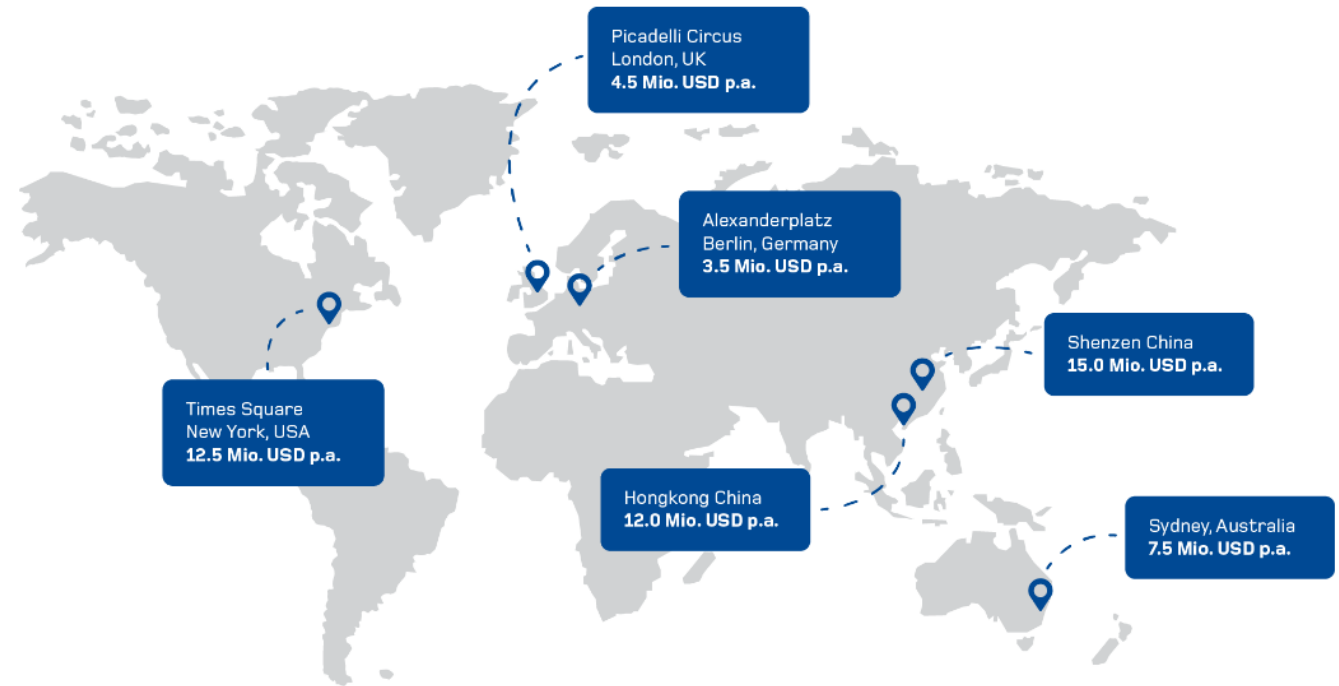 Picadelli Circus
London, UK
4.5 Mio. USD p.a.
Alexanderplatz
Berlin, Germany
3.5 Mio. USD p.a.
Shenzen China
15.0 Mio. USD p.a.
Times Square
New York, USA
12.5 Mio. USD p.a.
Hongkong China
12.0 Mio. USD p.a.
Sydney, Australia
7.5 Mio. USD p.a.